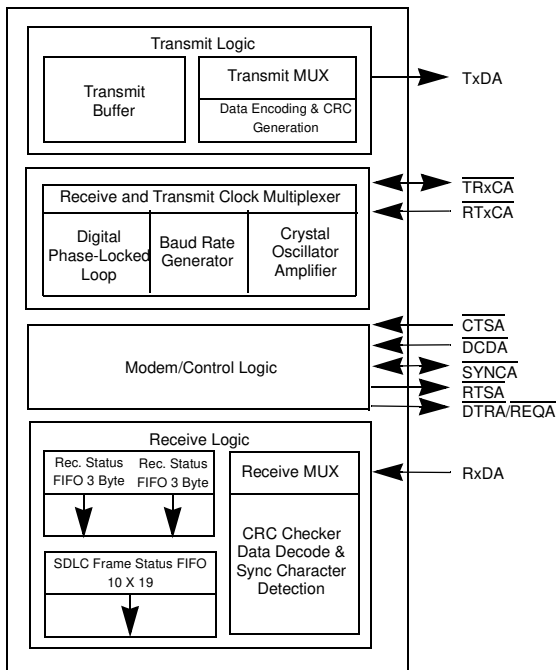 Transmit Logic
Transmit
Buffer
Transmit MUX
Data Encoding & CRC
Generation
TxDA
Receive and Transmit Clock Multiplexer
Digital
Phase-Locked
Loop
Baud Rate
Generator
Crystal
Oscillator
Amplifier
TRxCA
RTxCA
Modem/Control Logic
CTSA
DCDA
SYNCA
RTSA
DTRA/REQA
Receive Logic
Rec. Status
FIFO 3 Byte
Rec. Status
FIFO 3 Byte
SDLC Frame Status FIFO
10 X 19
Receive MUX
CRC Checker
Data Decode &
Sync Character
Detection
RxDA